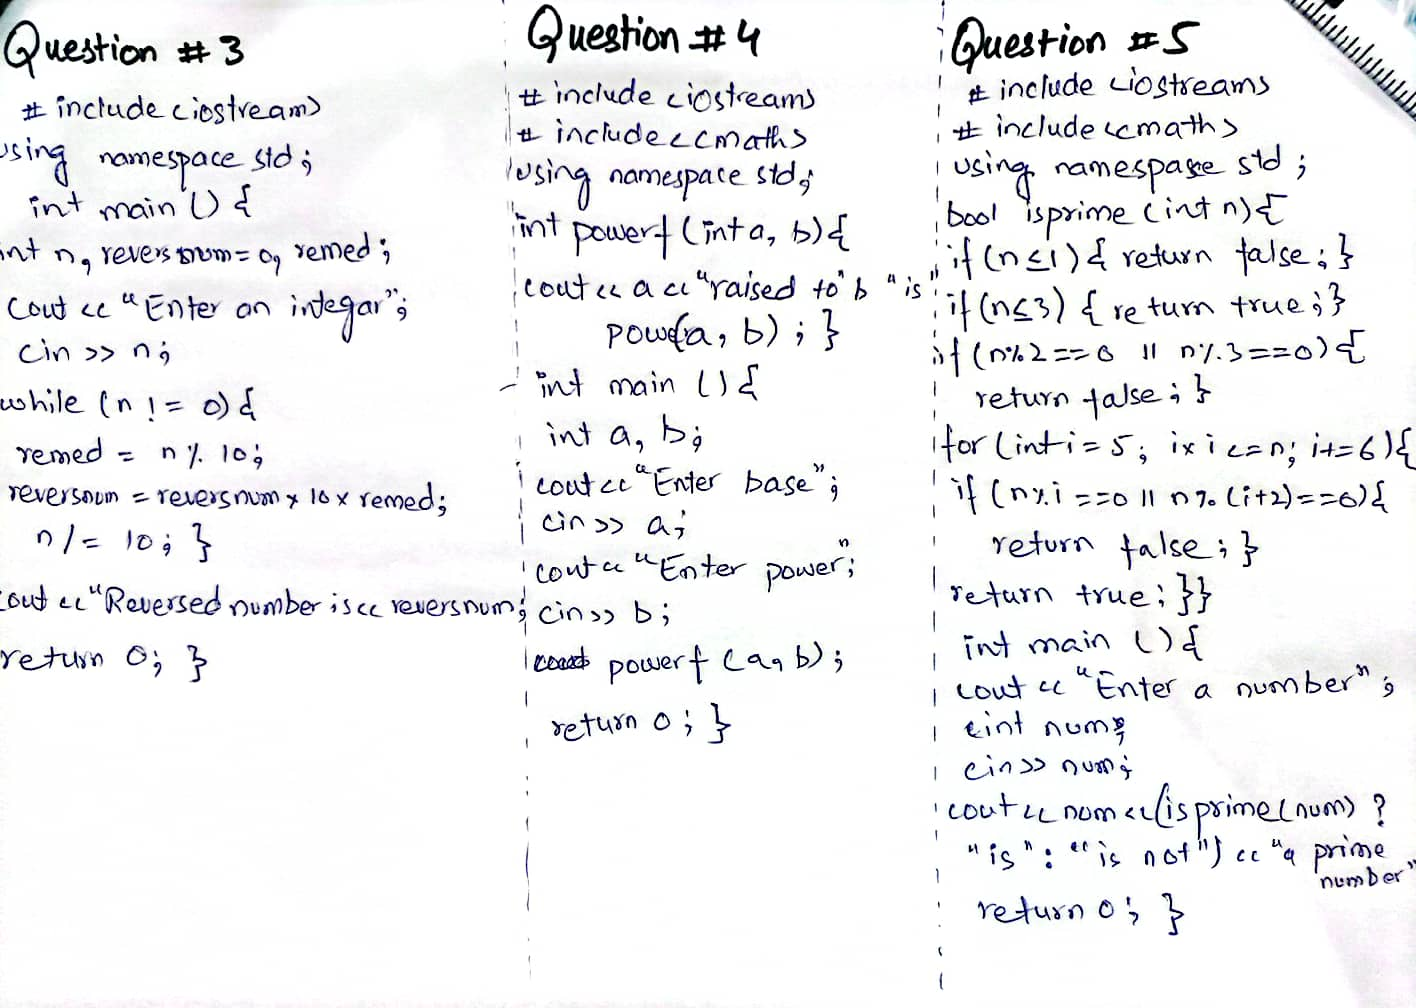 Question # 3
# include <iostream>
using namespace std;
int main () {
int n, reversnum = 0, remed;
cout << "Enter an integar";
cin >> n;
while (n != 0) {
remed = n % 10;
reversnum = reversnum * 10 * remed;
n /= 10; }
cout << "Reversed number is << reversnum;
return 0; }
Question # 4
# include <iostream>
# include <cmath>
using namespace std;
int powerf (int a, b) {
cout << a << "raised to" b "is"
pow(a, b); }
int main () {
int a, b;
cout << "Enter base";
cin >> a;
cout << "Enter power";
cin >> b;
powerf (a, b);
return 0; }
Question # 5
# include <iostream>
# include <cmath>
using namespace std;
bool isprime (int n) {
if (n ≤ 1) { return false; }
if (n ≤ 3) { return true; }
if (n % 2 == 0 || n % 3 == 0) {
return false; }
for (int i = 5; i x i <= n; i += 6) {
if (n % i == 0 || n % (i+2) == 0) {
return false; }
return true; }}
int main () {
cout << "Enter a number";
int num;
cin >> num;
cout << num << (isprime (num) ?
"is" : "is not") << "a prime
number"
return 0; }